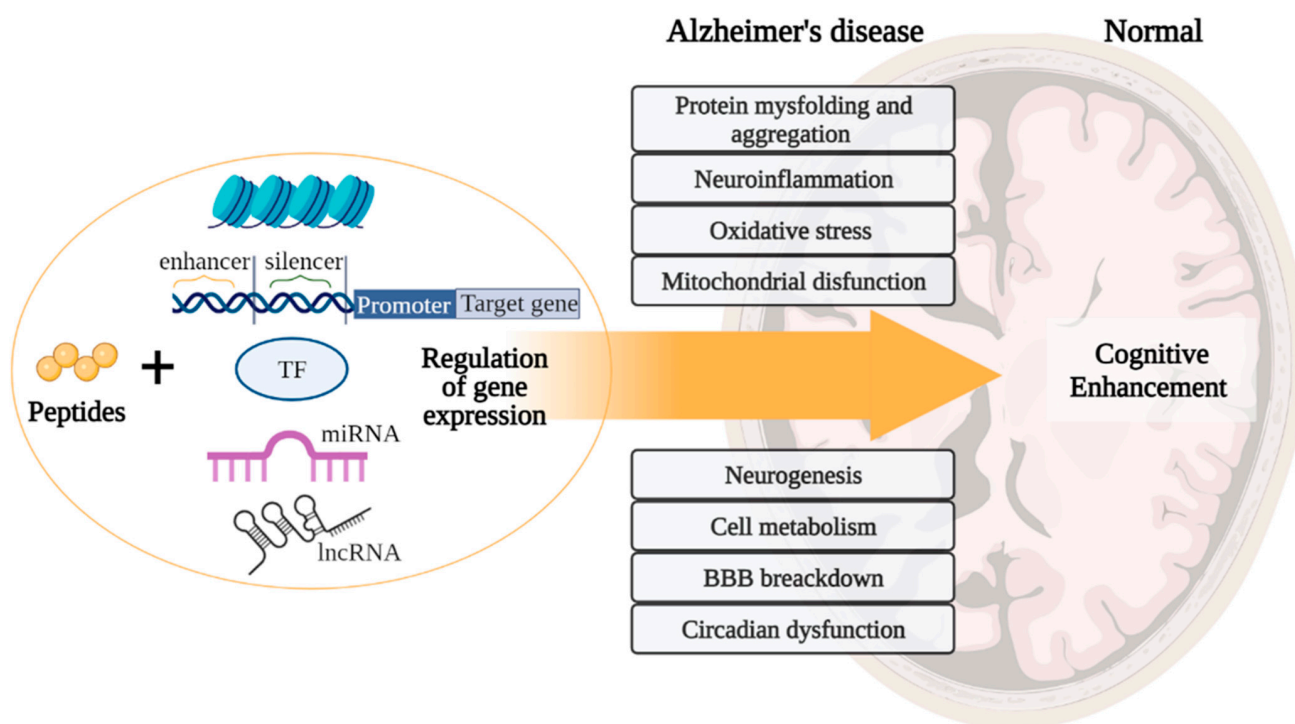 Alzheimer's disease
Normal
Protein mysfolding and
aggregation
Neuroinflammation
Oxidative stress
Mitochondrial disfunction
enhancer
silencer
Promoter
Target gene
Peptides
+
TF
Regulation
of gene
expression
miRNA
lncRNA
Cognitive
Enhancement
Neurogenesis
Cell metabolism
BBB breackdown
Circadian dysfunction